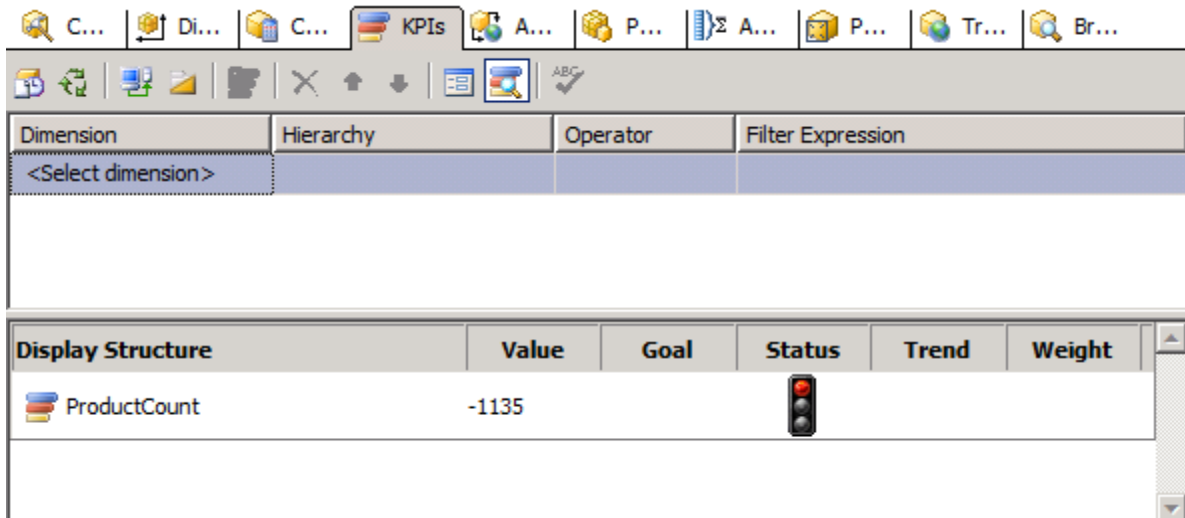 C... Di... C... KPIs A... P... Σ A... P... Tr... Br...
ABC
Dimension Hierarchy Operator Filter Expression
<Select dimension>
Display Structure Value Goal Status Trend Weight
ProductCount -1135